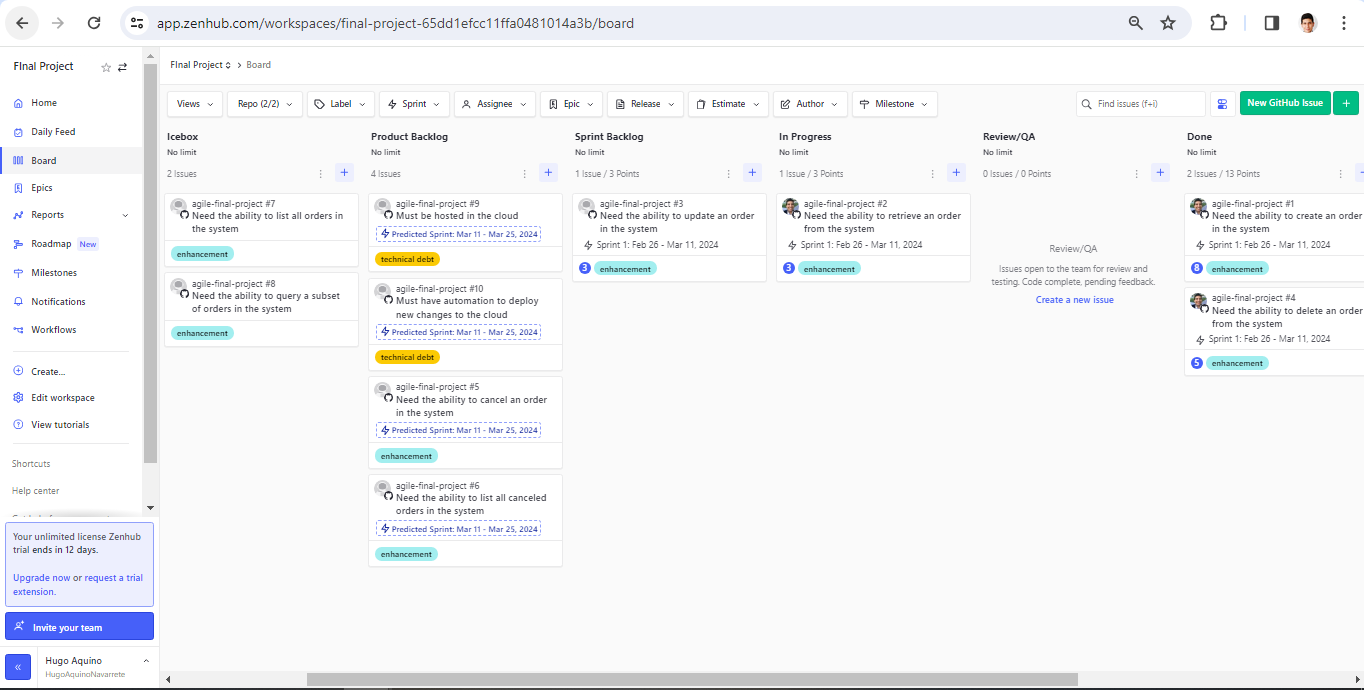 app.zenhub.com/workspaces/final-project-65dd1efcc11ffa0481014a3b/board
FInal Project
Home
Daily Feed
Board
Epics
Reports
Roadmap New
Milestones
Notifications
Workflows
Create...
Edit workspace
View tutorials
Shortcuts
Help center
Your unlimited license Zenhub
trial ends in 12 days.
Upgrade now or request a trial
extension.
Invite your team
Hugo Aquino
HugoAquinoNavarrete
FInal Project > Board
Views
Repo (2/2)
Label
Sprint
Assignee
Epic
Release
Estimate
Author
Milestone
Find issues (f+i)
New GitHub Issue
+
Icebox
No limit
2 Issues
+
agile-final-project #7
Need the ability to list all orders in
the system
enhancement
agile-final-project #8
Need the ability to query a subset
of orders in the system
enhancement
Product Backlog
No limit
4 Issues
+
agile-final-project #9
Must be hosted in the cloud
Predicted Sprint: Mar 11 - Mar 25, 2024
technical debt
agile-final-project #10
Must have automation to deploy
new changes to the cloud
Predicted Sprint: Mar 11 - Mar 25, 2024
technical debt
agile-final-project #5
Need the ability to cancel an order
in the system
Predicted Sprint: Mar 11 - Mar 25, 2024
enhancement
agile-final-project #6
Need the ability to list all canceled
orders in the system
Predicted Sprint: Mar 11 - Mar 25, 2024
enhancement
Sprint Backlog
No limit
1 Issue / 3 Points
+
agile-final-project #3
Need the ability to update an order
in the system
Sprint 1: Feb 26 - Mar 11, 2024
3 enhancement
In Progress
No limit
1 Issue / 3 Points
+
agile-final-project #2
Need the ability to retrieve an order
from the system
Sprint 1: Feb 26 - Mar 11, 2024
3 enhancement
Review/QA
No limit
0 Issues / 0 Points
+
Review/QA
Issues open to the team for review and
testing. Code complete, pending feedback.
Create a new issue
Done
No limit
2 Issues / 13 Points
agile-final-project #1
Need the ability to create an order
in the system
Sprint 1: Feb 26 - Mar 11, 2024
8 enhancement
agile-final-project #4
Need the ability to delete an order
from the system
Sprint 1: Feb 26 - Mar 11, 2024
5 enhancement